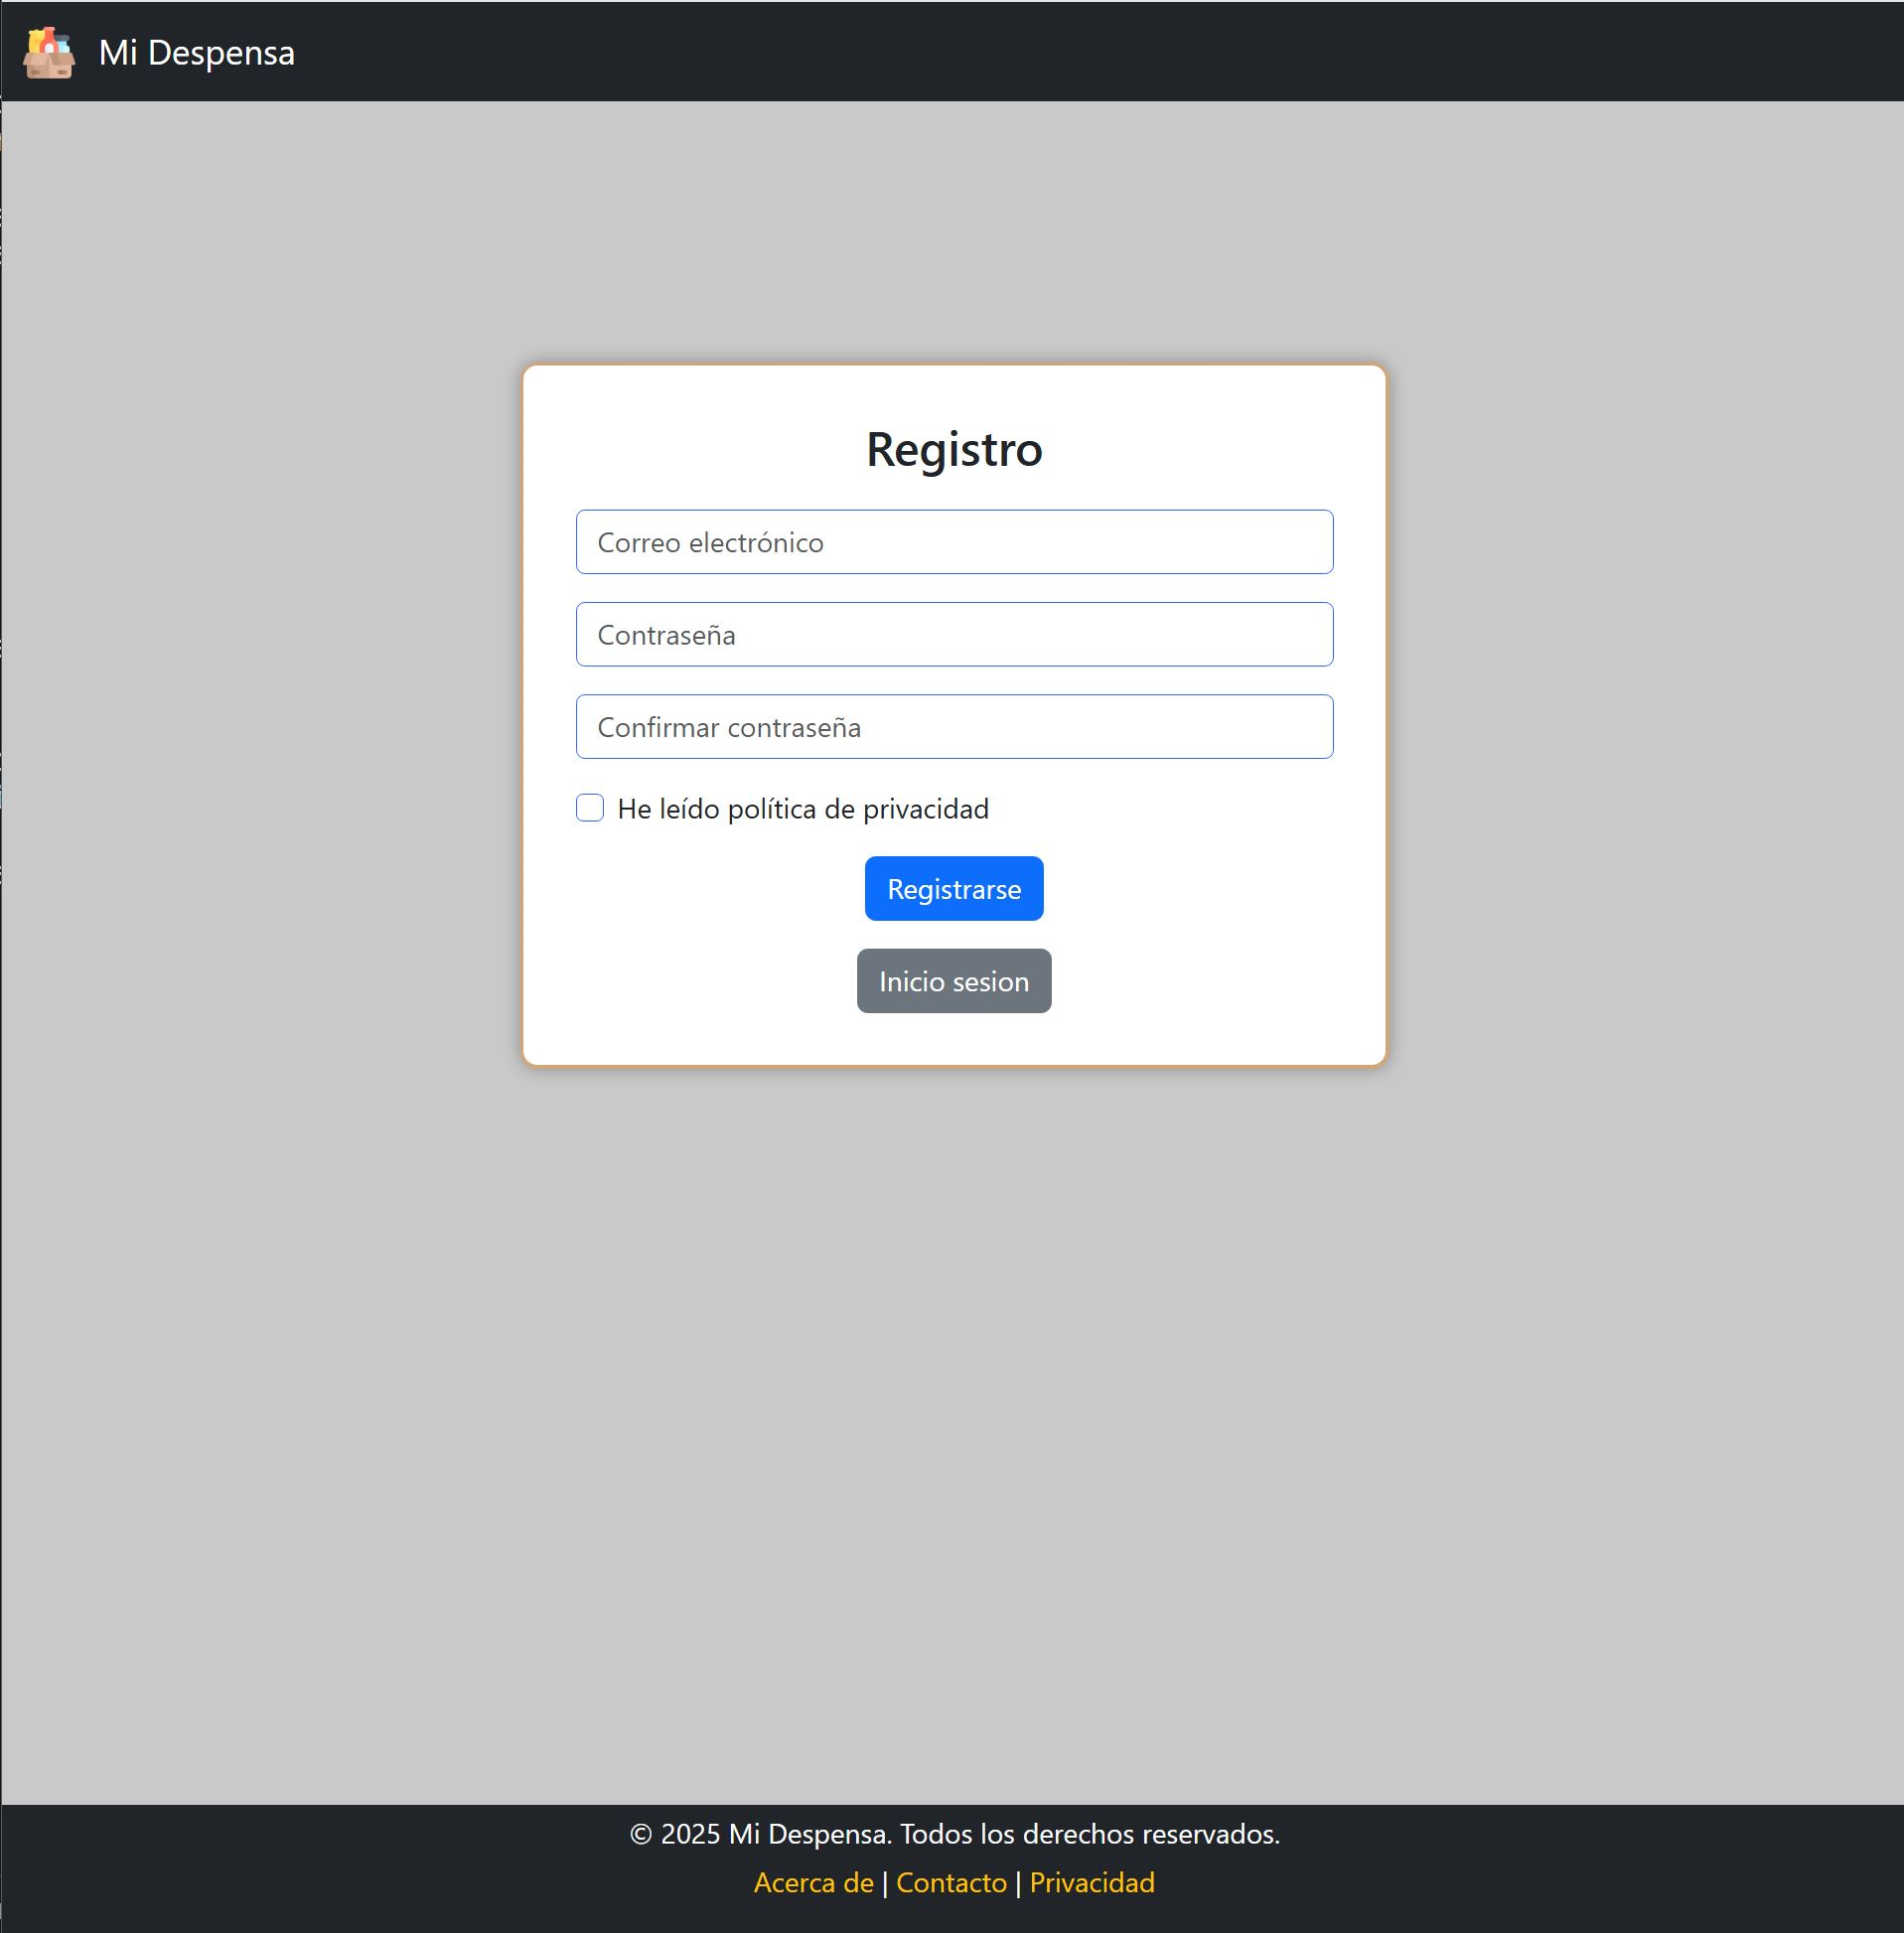 Mi Despensa
Registro
Correo electrónico
Contraseña
Confirmar contraseña
He leído política de privacidad
Registrarse
Inicio sesion
© 2025 Mi Despensa. Todos los derechos reservados.
Acerca de | Contacto | Privacidad